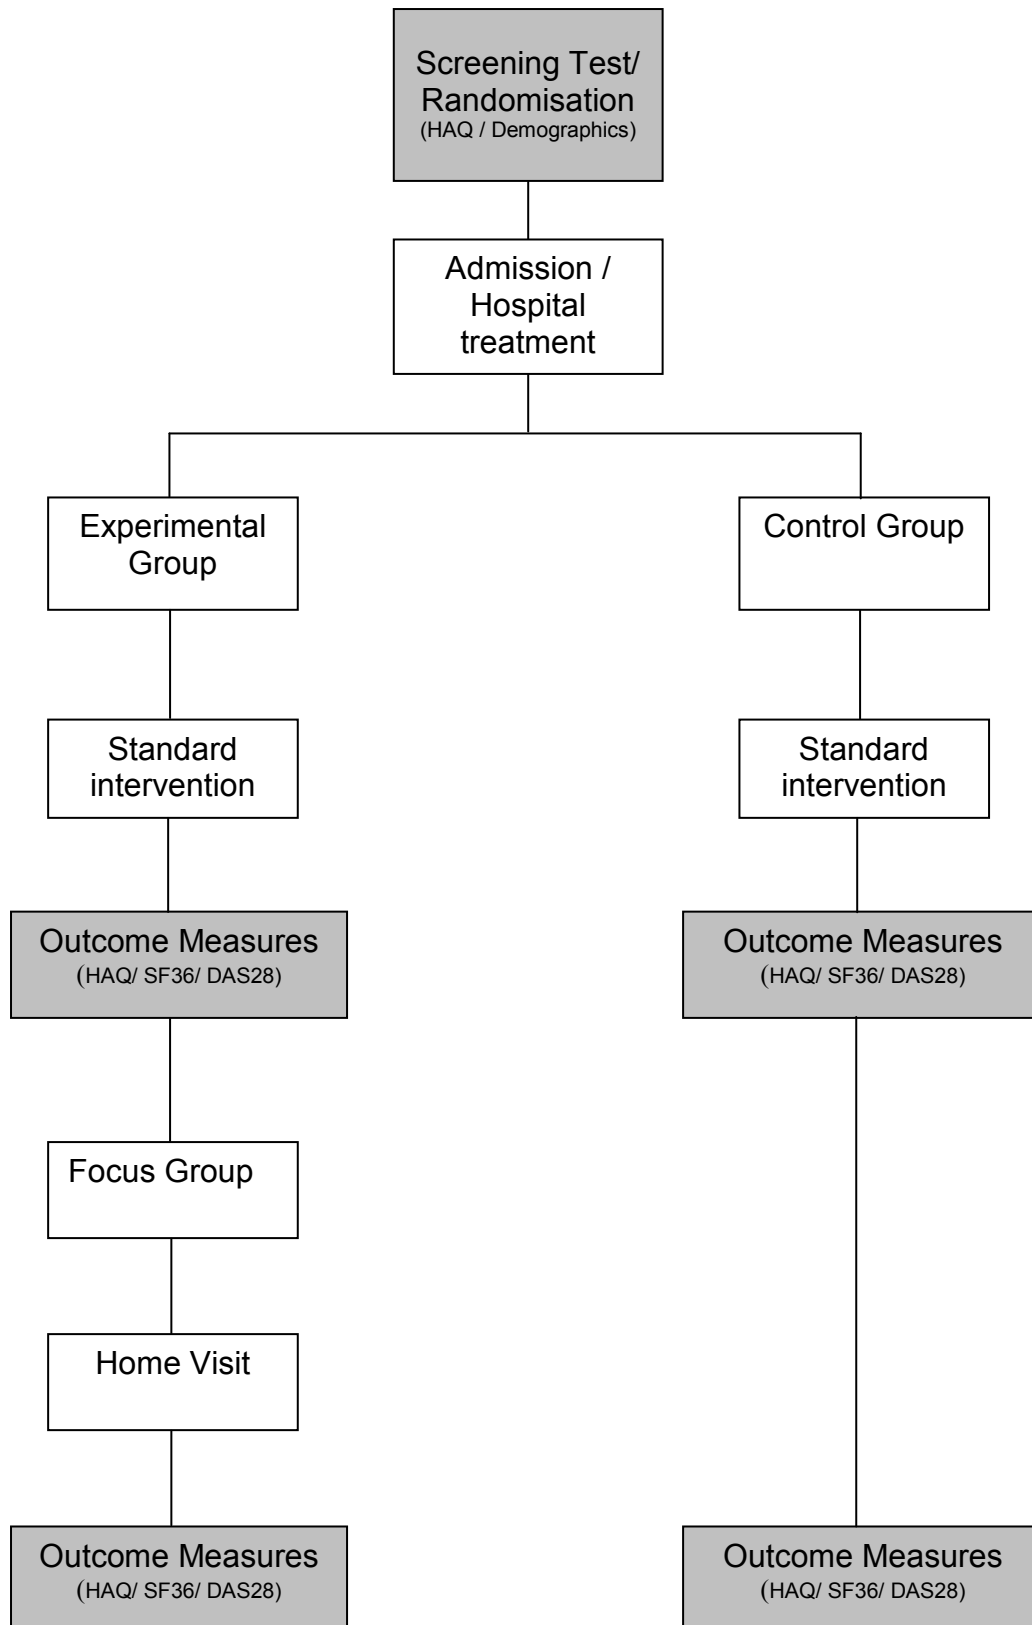 Screening Test/
Randomisation
(HAQ / Demographics)
Admission /
Hospital
treatment
Experimental
Group
Control Group
Standard
intervention
Standard
intervention
Outcome Measures
(HAQ/ SF36/ DAS28)
Outcome Measures
(HAQ/ SF36/ DAS28)
Focus Group
Home Visit
Outcome Measures
(HAQ/ SF36/ DAS28)
Outcome Measures
(HAQ/ SF36/ DAS28)